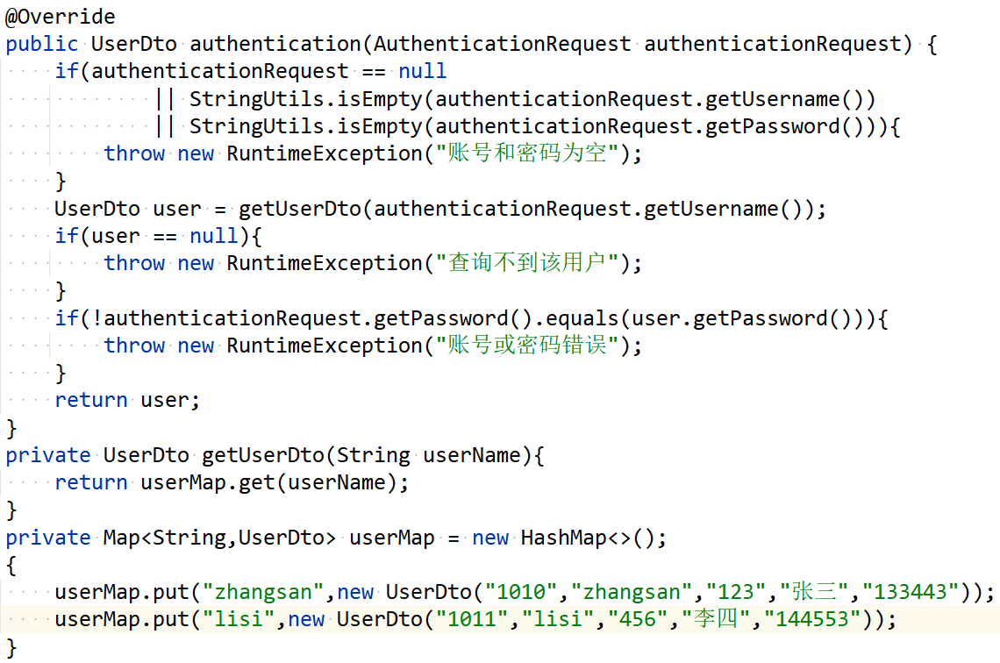 @Override
public UserDto authentication(AuthenticationRequest authenticationRequest) {
    if(authenticationRequest == null
            || StringUtils.isEmpty(authenticationRequest.getUsername())
            || StringUtils.isEmpty(authenticationRequest.getPassword())){
        throw new RuntimeException("账号和密码为空");
    }
    UserDto user = getUserDto(authenticationRequest.getUsername());
    if(user == null){
        throw new RuntimeException("查询不到该用户");
    }
    if(!authenticationRequest.getPassword().equals(user.getPassword())){
        throw new RuntimeException("账号或密码错误");
    }
    return user;
}
private UserDto getUserDto(String userName){
    return userMap.get(userName);
}
private Map<String,UserDto> userMap = new HashMap<>();
{
    userMap.put("zhangsan",new UserDto("1010","zhangsan","123","张三","133443"));
    userMap.put("lisi",new UserDto("1011","lisi","456","李四","144553"));
}